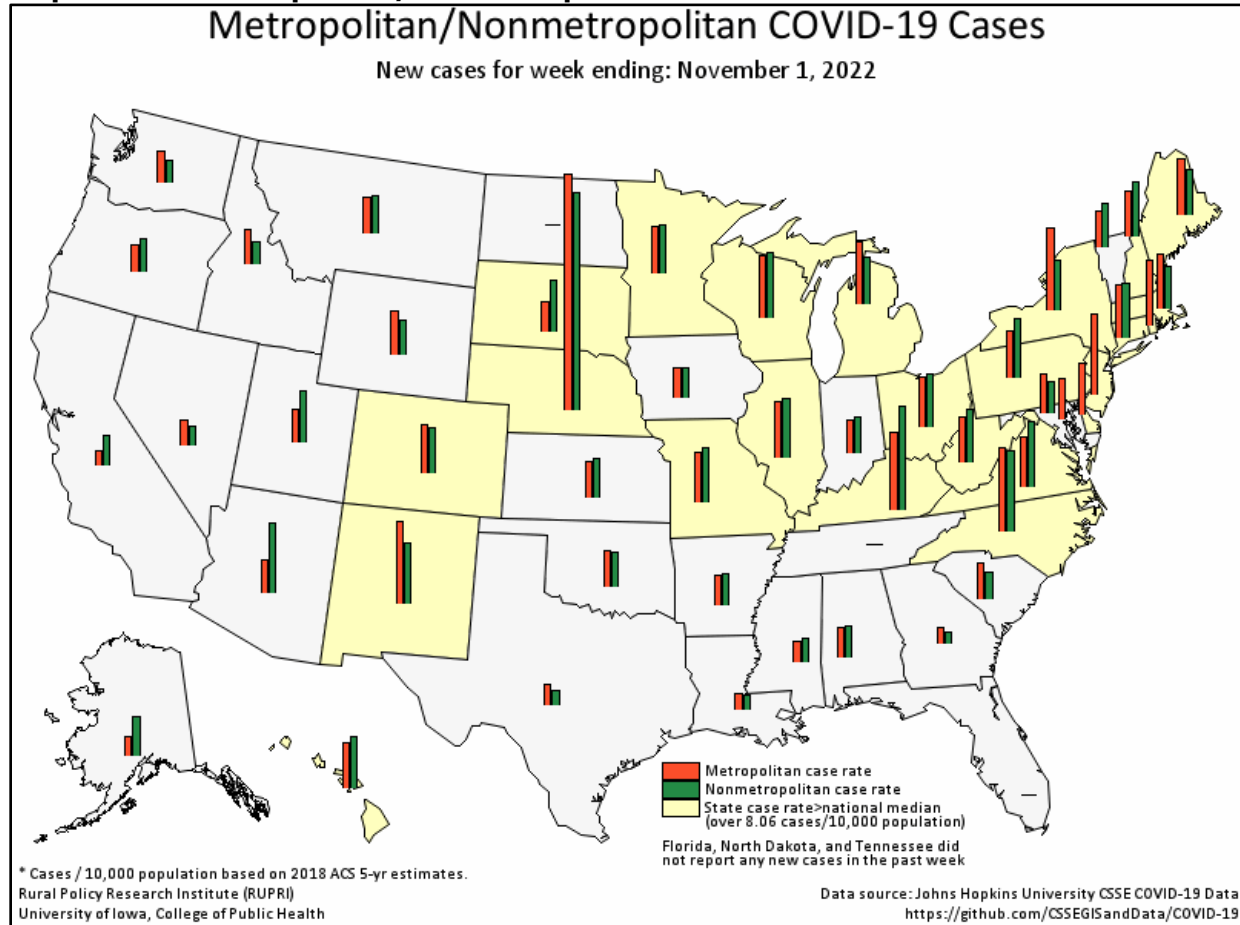 Metropolitan/Nonmetropolitan COVID-19 Cases
New cases for week ending: November 1, 2022
Metropolitan case rate
Nonmetropolitan case rate
State case rate>national median
(over 8.06 cases/10,000 population)
Florida, North Dakota, and Tennessee did
not report any new cases in the past week
* Cases / 10,000 population based on 2018 ACS 5-yr estimates.
Rural Policy Research Institute (RUPRI)
University of Iowa, College of Public Health
Data source: Johns Hopkins University CSSE COVID-19 Data
https://github.com/CSSEGISandData/COVID-19